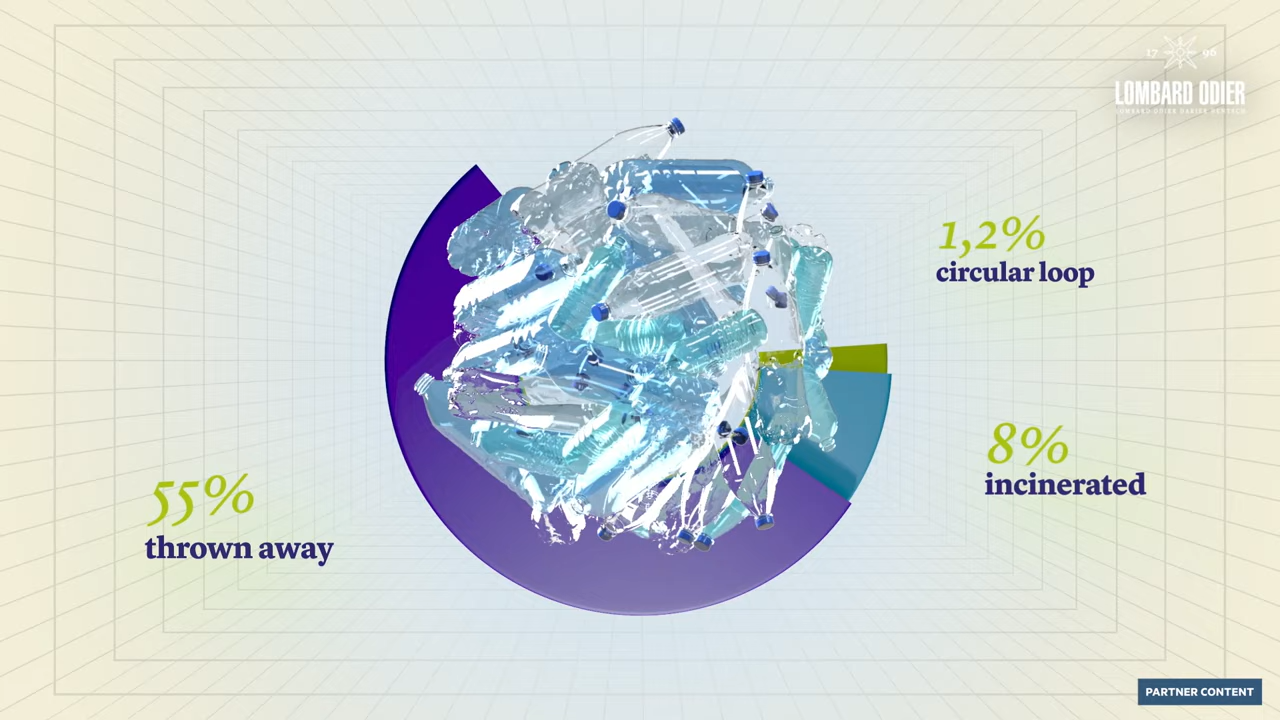 17 96
LOMBARD ODIER
1,2%
circular loop
8%
incinerated
55%
thrown away
PARTNER CONTENT